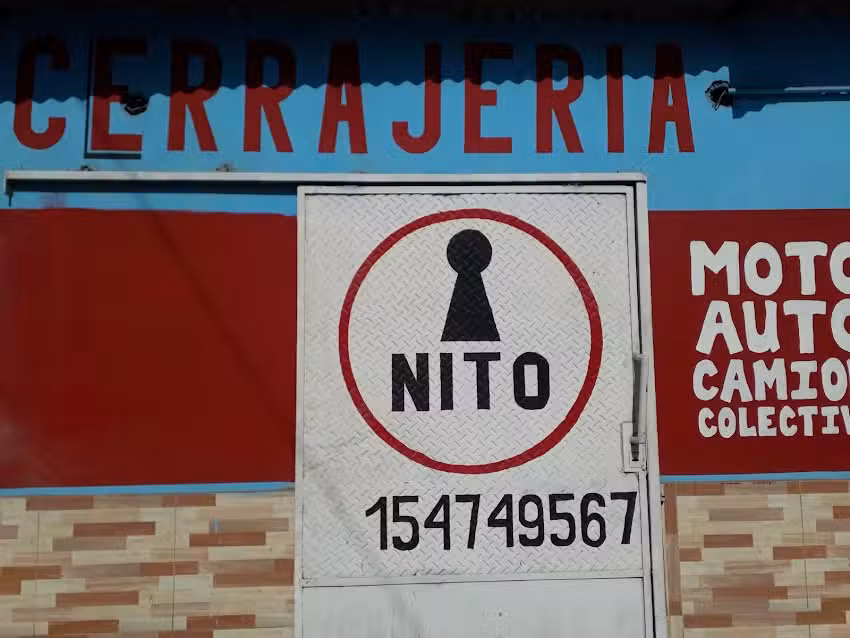 CERRAJERIA
NITO
154749567
MOTO
AUTO
CAMIO
COLECTIV